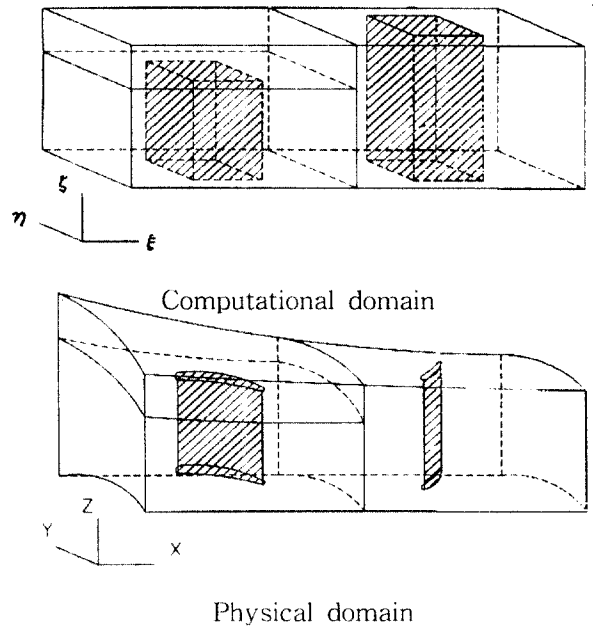 ζ
η
ξ
Computational domain
Z
Y
X
Physical domain